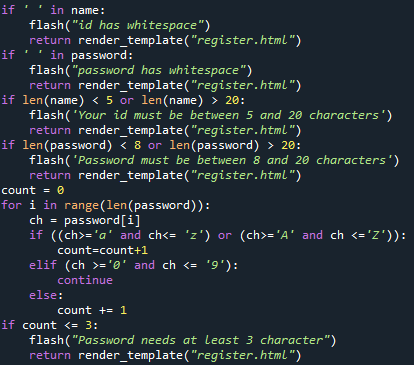 if ' ' in name:
    flash("id has whitespace")
    return render_template("register.html")
if ' ' in password:
    flash("password has whitespace")
    return render_template("register.html")
if len(name) < 5 or len(name) > 20:
    flash('Your id must be between 5 and 20 characters')
    return render_template("register.html")
if len(password) < 8 or len(password) > 20:
    flash('Password must be between 8 and 20 characters')
    return render_template("register.html")
count = 0
for i in range(len(password)):
    ch = password[i]
    if ((ch>='a' and ch<= 'z') or (ch>='A' and ch <='Z')):
        count=count+1
    elif (ch >='0' and ch <= '9'):
        continue
    else:
        count += 1
if count <= 3:
    flash("Password needs at least 3 character")
    return render_template("register.html")